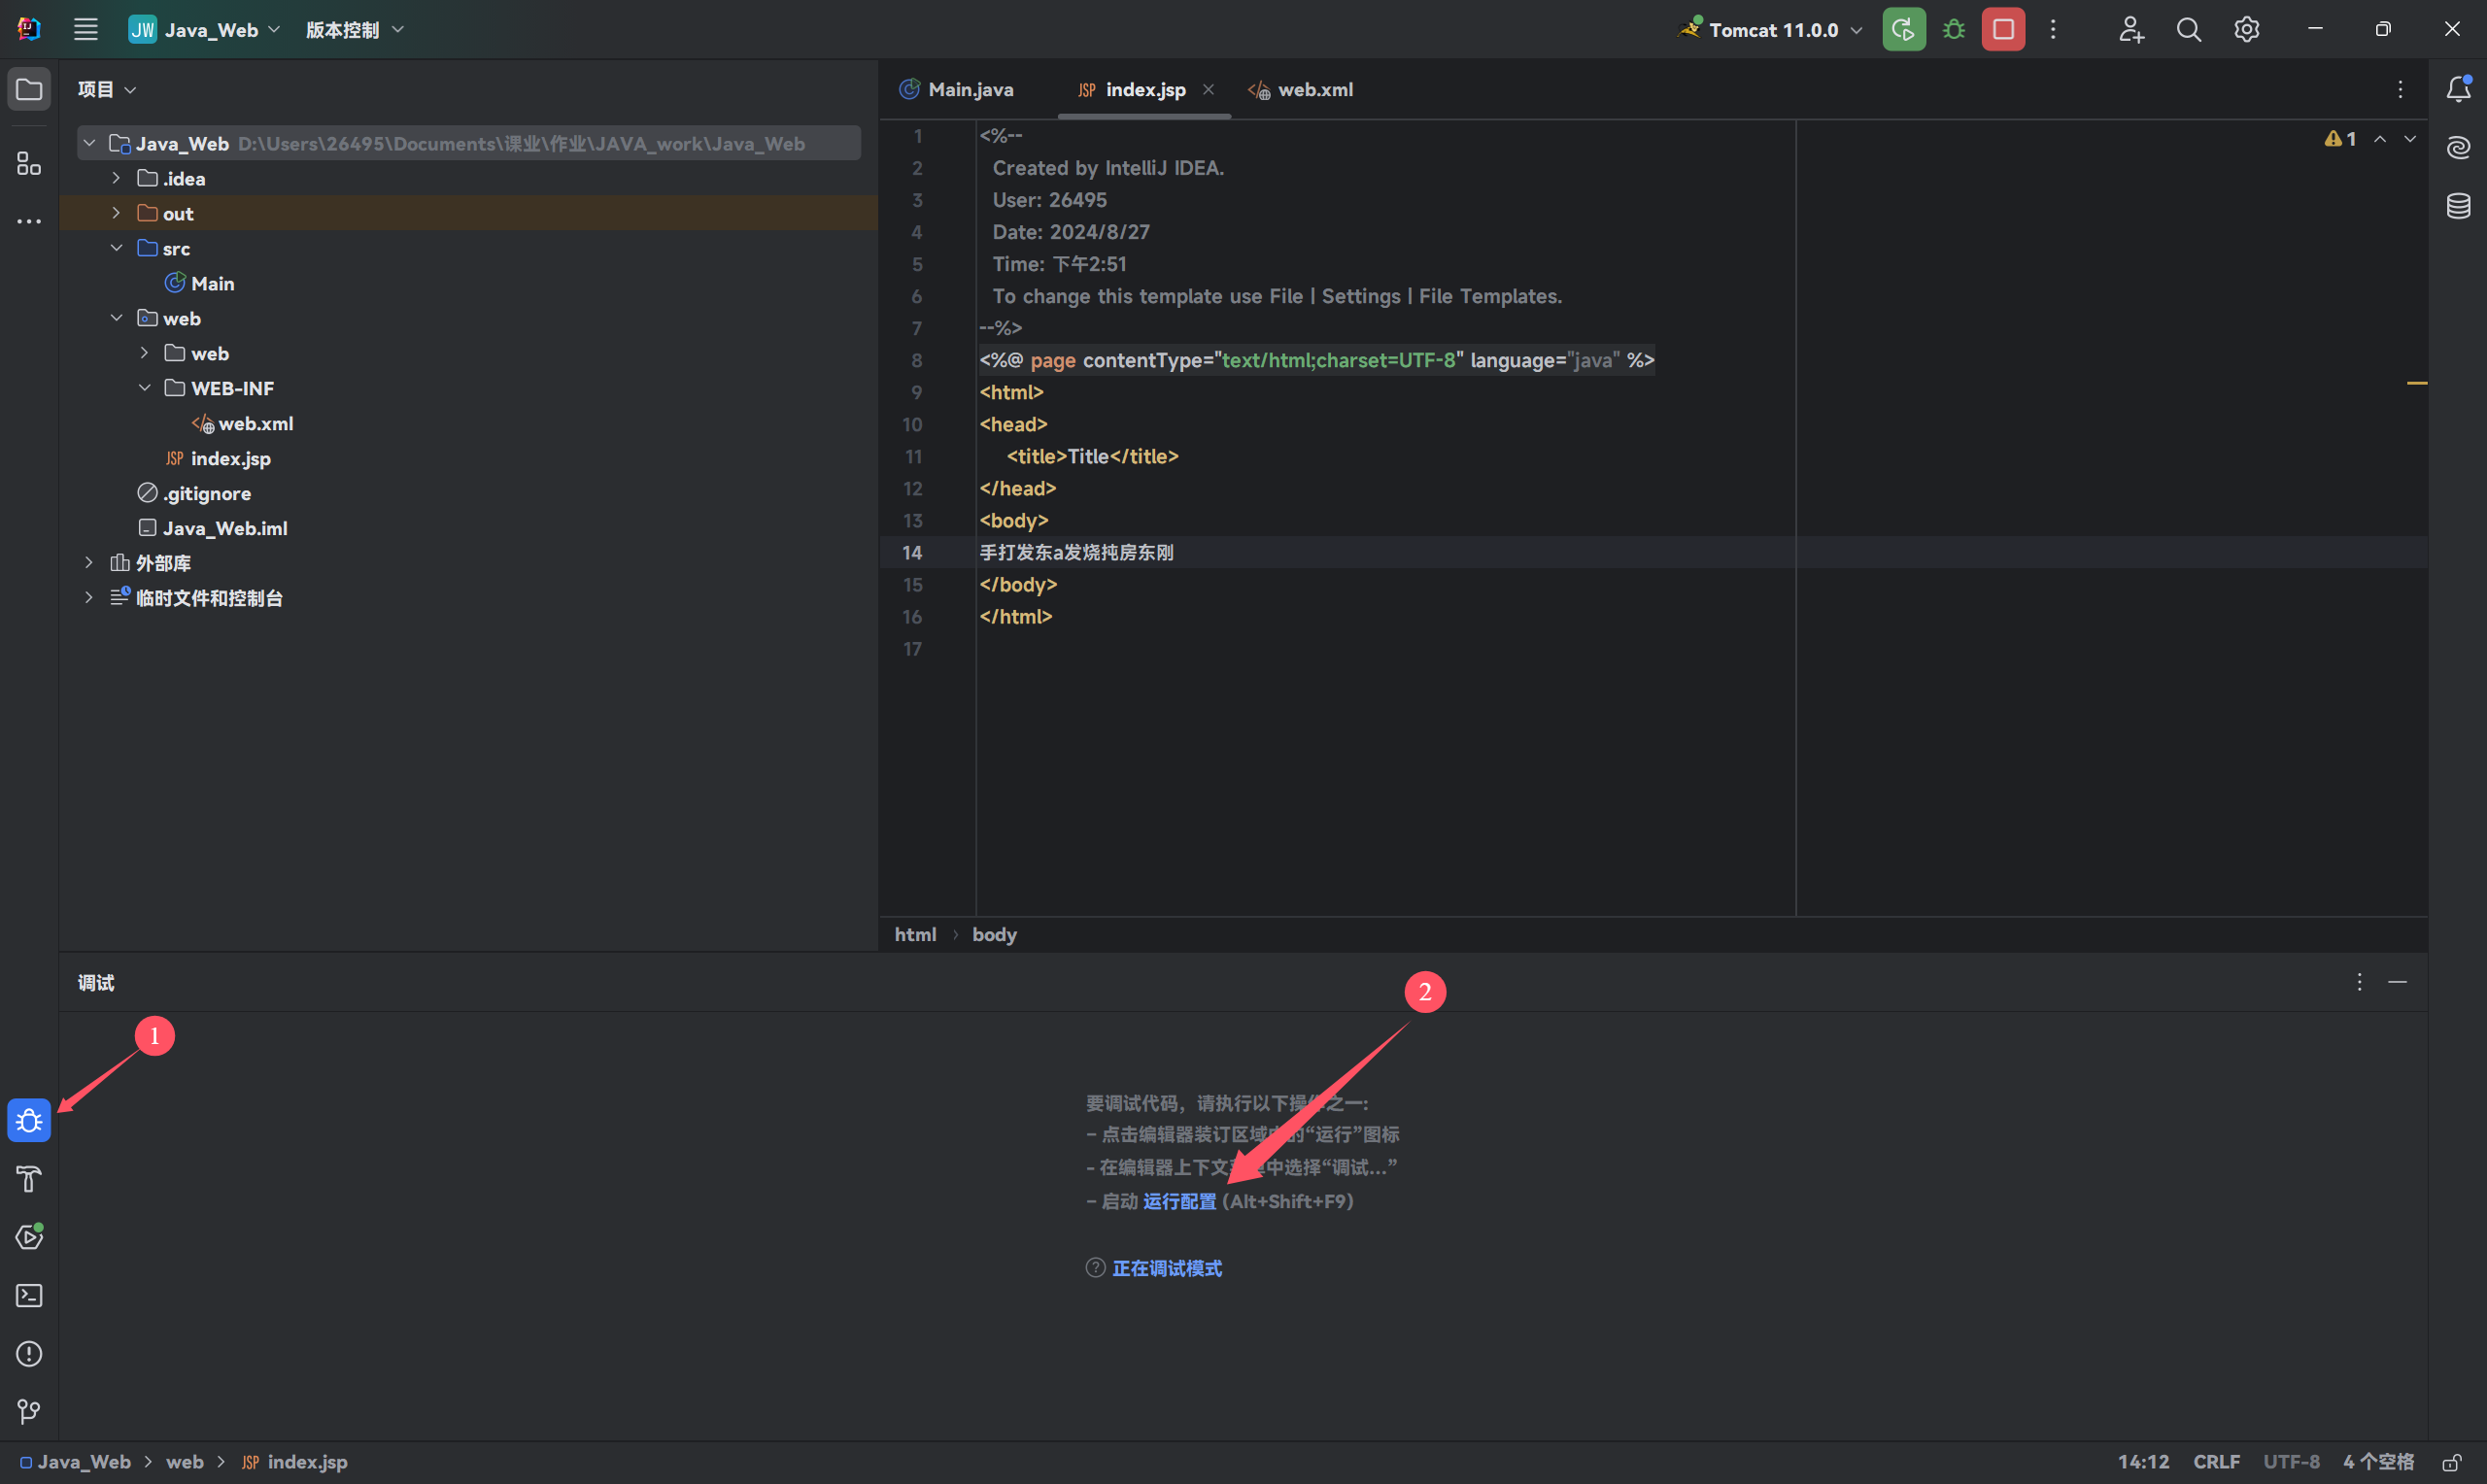 JW Java_Web 版本控制 Tomcat 11.0.0
项目
Java_Web D:\Users\26495\Documents\课业\作业\JAVA_work\Java_Web
.idea
out
src
Main
web
web
WEB-INF
web.xml
JSP index.jsp
.gitignore
Java_Web.iml
外部库
临时文件和控制台
Main.java JSP index.jsp web.xml
1
1 <%--
2 Created by IntelliJ IDEA.
3 User: 26495
4 Date: 2024/8/27
5 Time: 下午2:51
6 To change this template use File | Settings | File Templates.
7 --%>
8 <%@ page contentType="text/html;charset=UTF-8" language="java" %>
9 <html>
10 <head>
11 <title>Title</title>
12 </head>
13 <body>
14 手打发东a发烧扽房东刚
15 </body>
16 </html>
17
html › body
调试
1
2
要调试代码，请执行以下操作之一:
- 点击编辑器装订区域中的“运行”图标
- 在编辑器上下文菜单中选择“调试...”
- 启动 运行配置 (Alt+Shift+F9)
? 正在调试模式
Java_Web > web > JSP index.jsp 14:12 CRLF UTF-8 4 个空格